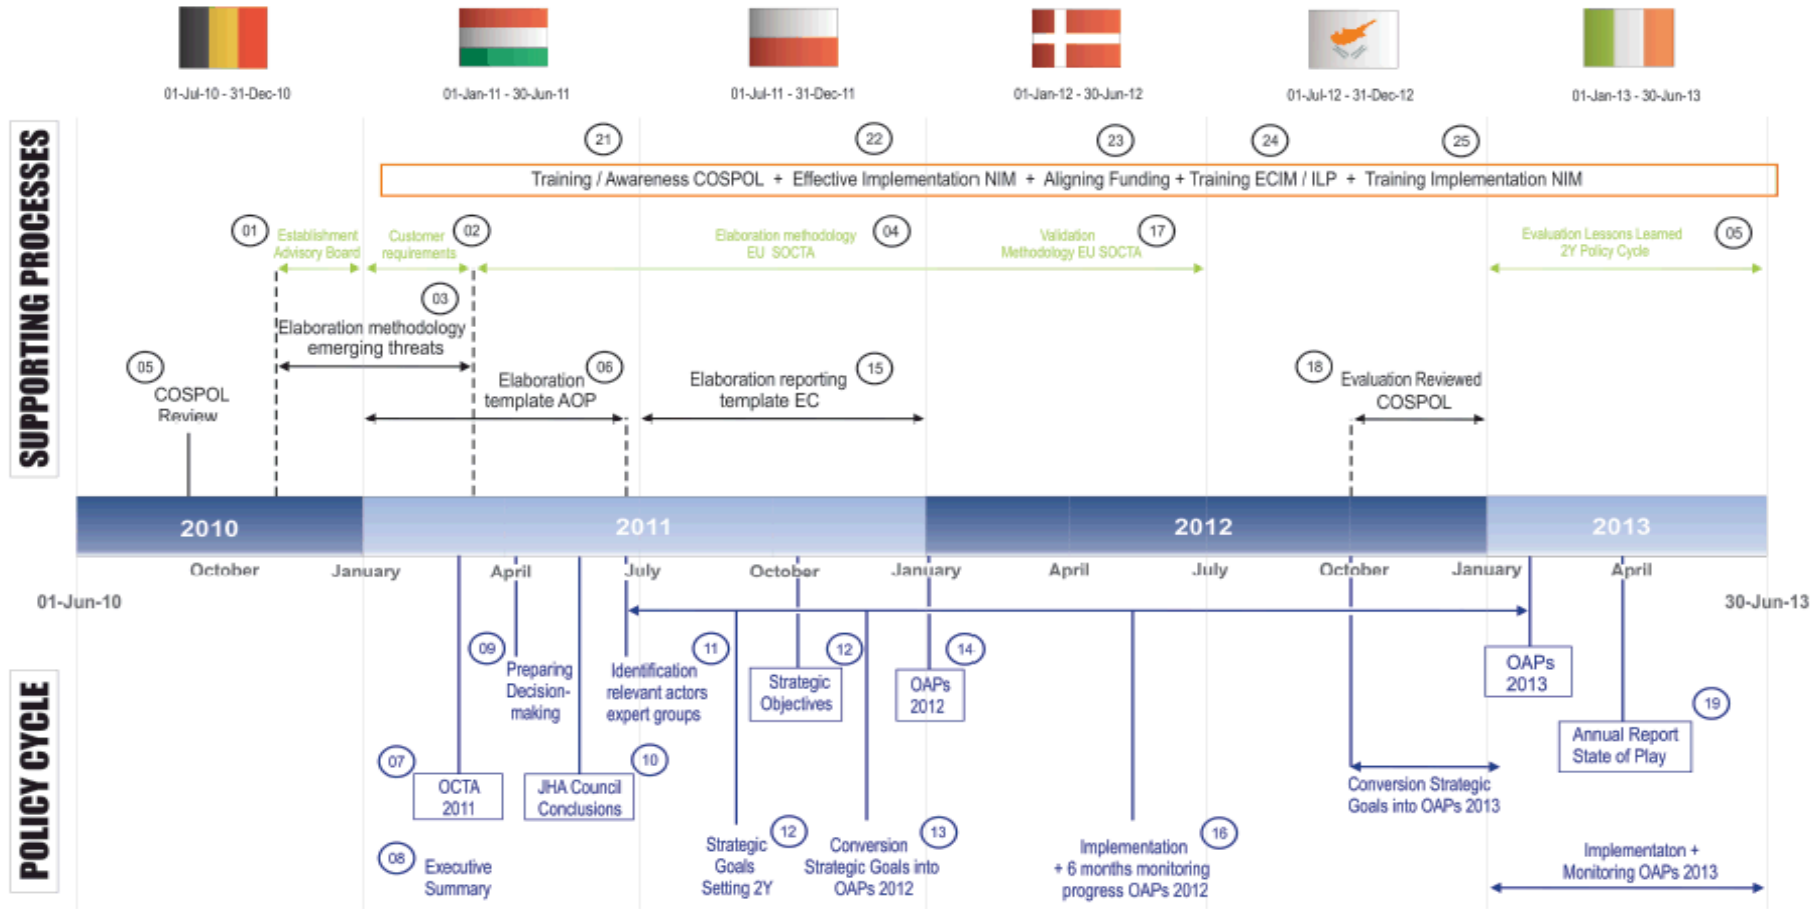 01-Jul-10 - 31-Dec-10
01-Jan-11 - 30-Jun-11
01-Jul-11 - 31-Dec-11
01-Jan-12 - 30-Jun-12
01-Jul-12 - 31-Dec-12
01-Jan-13 - 30-Jun-13
SUPPORTING PROCESSES
21
22
23
24
25
Training / Awareness COSPOL + Effective Implementation NIM + Aligning Funding + Training ECIM / ILP + Training Implementation NIM
01
Establishment
Advisory Board
Customer
requirements
02
Elaboration methodology
EU SOCTA
04
Validation
Methodology EU SOCTA
17
Evaluation Lessons Learned
2Y Policy Cycle
05
03
Elaboration methodology
emerging threats
05
COSPOL
Review
Elaboration
template AOP
06
Elaboration reporting
template EC
15
18
Evaluation Reviewed
COSPOL
2010
2011
2012
2013
October
January
April
July
October
January
April
July
October
January
April
01-Jun-10
30-Jun-13
POLICY CYCLE
09
Preparing
Decision-
making
Identification
relevant actors
expert groups
11
Strategic
Objectives
12
OAPs
2012
14
OAPs
2013
19
Annual Report
State of Play
07
OCTA
2011
JHA Council
Conclusions
10
Conversion Strategic
Goals into OAPs 2013
08
Executive
Summary
Strategic
Goals
Setting 2Y
12
Conversion
Strategic Goals into
OAPs 2012
13
Implementation
+ 6 months monitoring
progress OAPs 2012
16
Implementaton +
Monitoring OAPs 2013